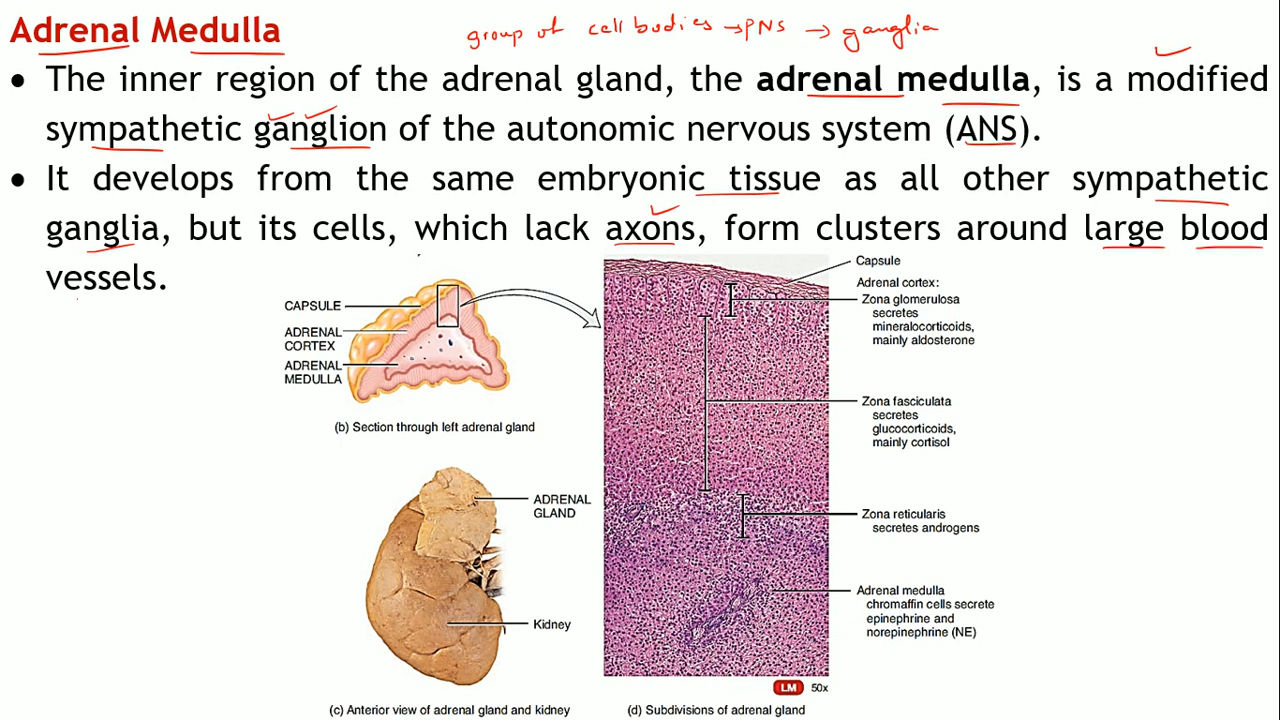 Adrenal Medulla
group of cell bodies → PNS → ganglia
• The inner region of the adrenal gland, the adrenal medulla, is a modified
sympathetic ganglion of the autonomic nervous system (ANS).
• It develops from the same embryonic tissue as all other sympathetic
ganglia, but its cells, which lack axons, form clusters around large blood
vessels.
CAPSULE
ADRENAL
CORTEX
ADRENAL
MEDULLA
(b) Section through left adrenal gland
ADRENAL
GLAND
Kidney
(c) Anterior view of adrenal gland and kidney
Capsule
Adrenal cortex:
Zona glomerulosa
secretes
mineralocorticoids,
mainly aldosterone
Zona fasciculata
secretes
glucocorticoids,
mainly cortisol
Zona reticularis
secretes androgens
Adrenal medulla
chromaffin cells secrete
epinephrine and
norepinephrine (NE)
LM 50x
(d) Subdivisions of adrenal gland